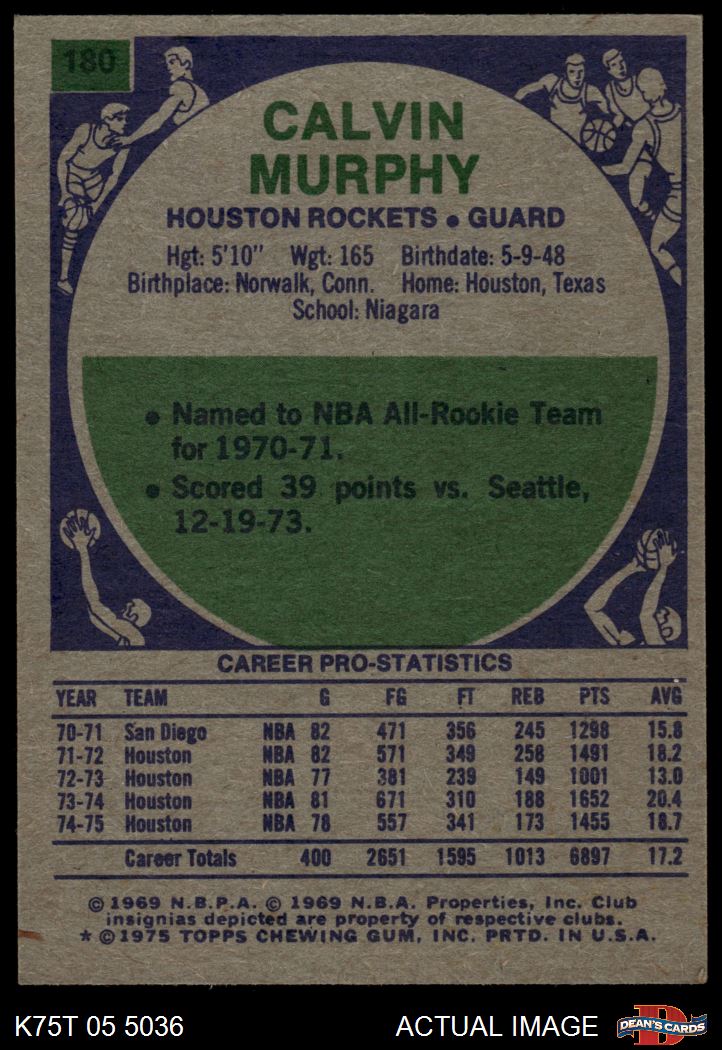 180
CALVIN
MURPHY
HOUSTON ROCKETS • GUARD
Hgt: 5'10" Wgt: 165 Birthdate: 5-9-48
Birthplace: Norwalk, Conn. Home: Houston, Texas
School: Niagara
• Named to NBA All-Rookie Team
for 1970-71.
• Scored 39 points vs. Seattle,
12-19-73.
CAREER PRO-STATISTICS
YEAR TEAM G FG FT REB PTS AVG
70-71 San Diego NBA 82 471 356 245 1298 15.8
71-72 Houston NBA 82 571 349 258 1491 18.2
72-73 Houston NBA 77 381 239 149 1001 13.0
73-74 Houston NBA 81 671 310 188 1652 20.4
74-75 Houston NBA 78 557 341 173 1455 18.7
Career Totals 400 2651 1595 1013 6897 17.2
© 1969 N.B.P.A. © 1969 N.B.A. Properties, Inc. Club
insignias depicted are property of respective clubs.
* © 1975 TOPPS CHEWING GUM, INC. PRTD. IN U.S.A.
K75T 05 5036 ACTUAL IMAGE D DEAN'S CARDS